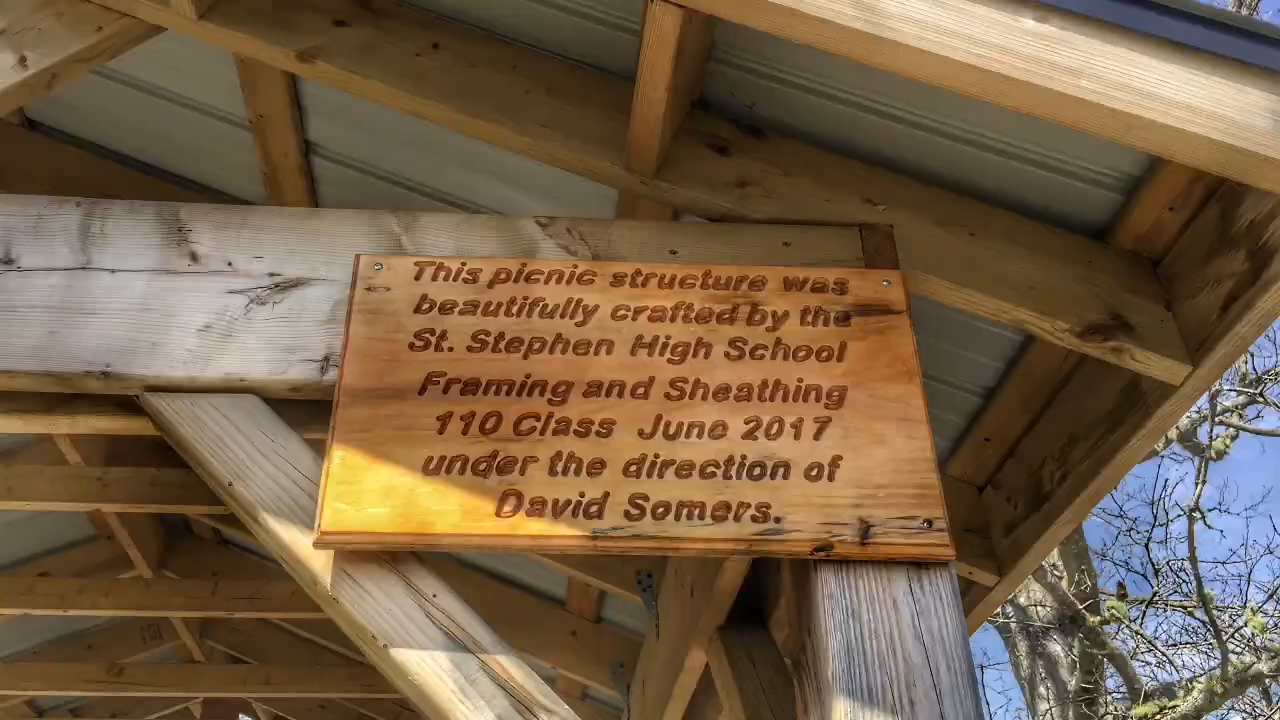 This picnic structure was
beautifully crafted by the
St. Stephen High School
Framing and Sheathing
110 Class June 2017
under the direction of
David Somers.